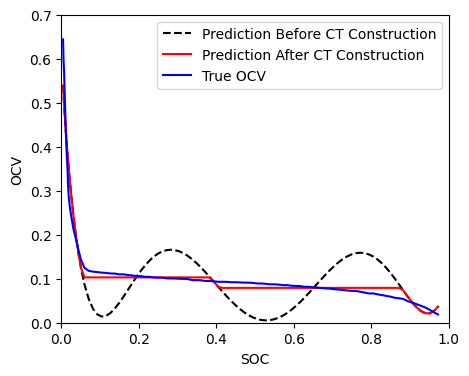 0.7
0.6
0.5
0.4
0.3
0.2
0.1
0.0
OCV
Prediction Before CT Construction
Prediction After CT Construction
True OCV
0.0 0.2 0.4 0.6 0.8 1.0
SOC